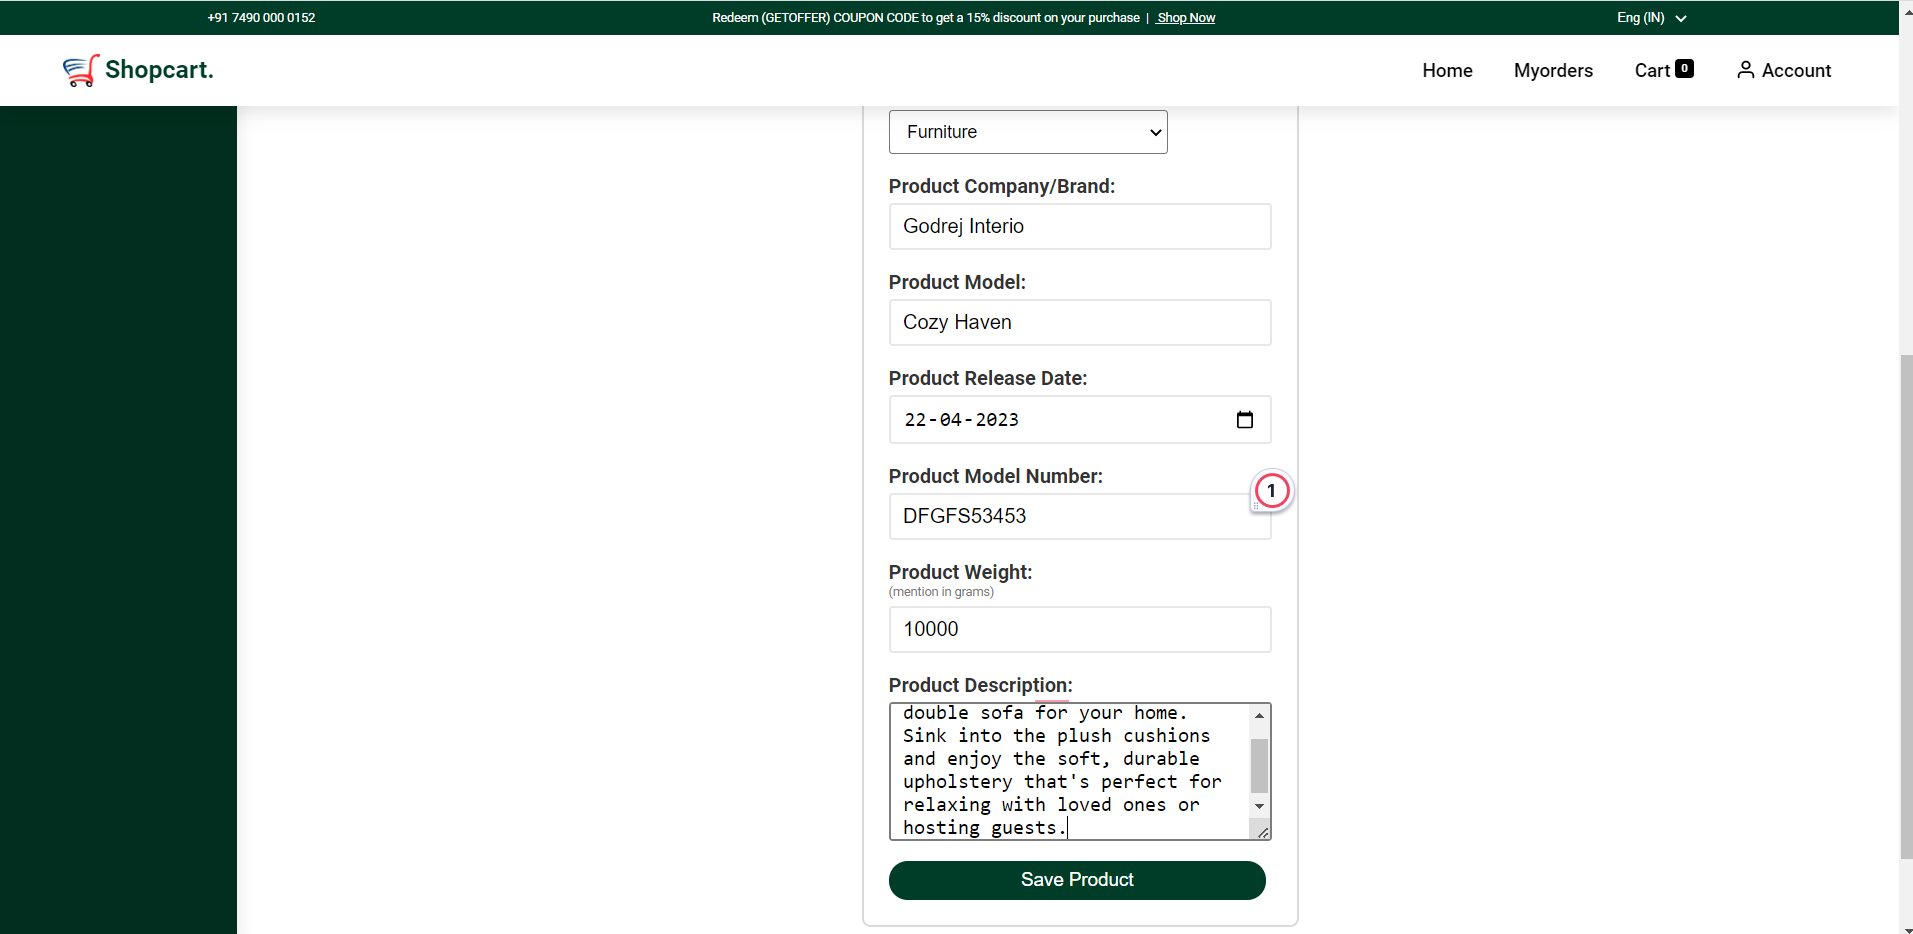 +91 7490 000 0152
Redeem (GETOFFER) COUPON CODE to get a 15% discount on your purchase | Shop Now
Eng (IN)
Shopcart.
Home
Myorders
Cart 0
Account
Furniture
Product Company/Brand:
Godrej Interio
Product Model:
Cozy Haven
Product Release Date:
22-04-2023
Product Model Number:
1
DFGFS53453
Product Weight:
(mention in grams)
10000
Product Description:
double sofa for your home.
Sink into the plush cushions
and enjoy the soft, durable
upholstery that's perfect for
relaxing with loved ones or
hosting guests.
Save Product